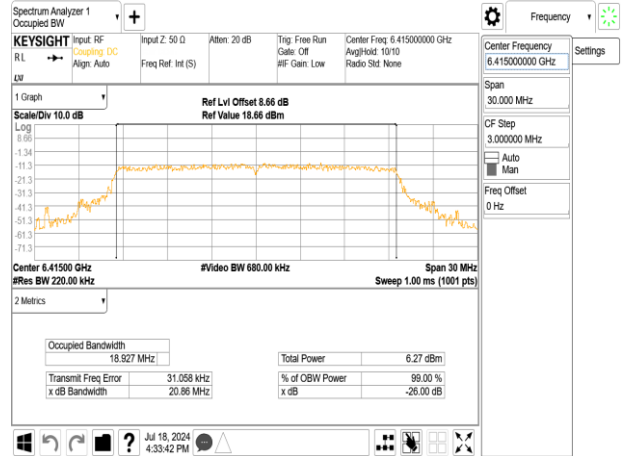 Spectrum Analyzer 1
Occupied BW
KEYSIGHT
RL
Input: RF
Coupling: DC
Align: Auto
Input Z: 50 Ω
Freq Ref: Int (S)
Atten: 20 dB
Trig: Free Run
Gate: Off
#IF Gain: Low
Center Freq: 6.415000000 GHz
Avg|Hold: 10/10
Radio Std: None
1 Graph
Scale/Div 10.0 dB
Ref Lvl Offset 8.66 dB
Ref Value 18.66 dBm
Log
8.66
-1.34
-11.3
-21.3
-31.3
-41.3
-51.3
-61.3
-71.3
Center 6.41500 GHz
#Video BW 680.00 kHz
Span 30 MHz
#Res BW 220.00 kHz
Sweep 1.00 ms (1001 pts)
2 Metrics
Occupied Bandwidth
18.927 MHz
Total Power 6.27 dBm
Transmit Freq Error 31.058 kHz
% of OBW Power 99.00 %
x dB Bandwidth 20.86 MHz
x dB -26.00 dB
Jul 18, 2024
4:33:42 PM
Frequency
Settings
Center Frequency
6.415000000 GHz
Span
30.000 MHz
CF Step
3.000000 MHz
Auto
Man
Freq Offset
0 Hz